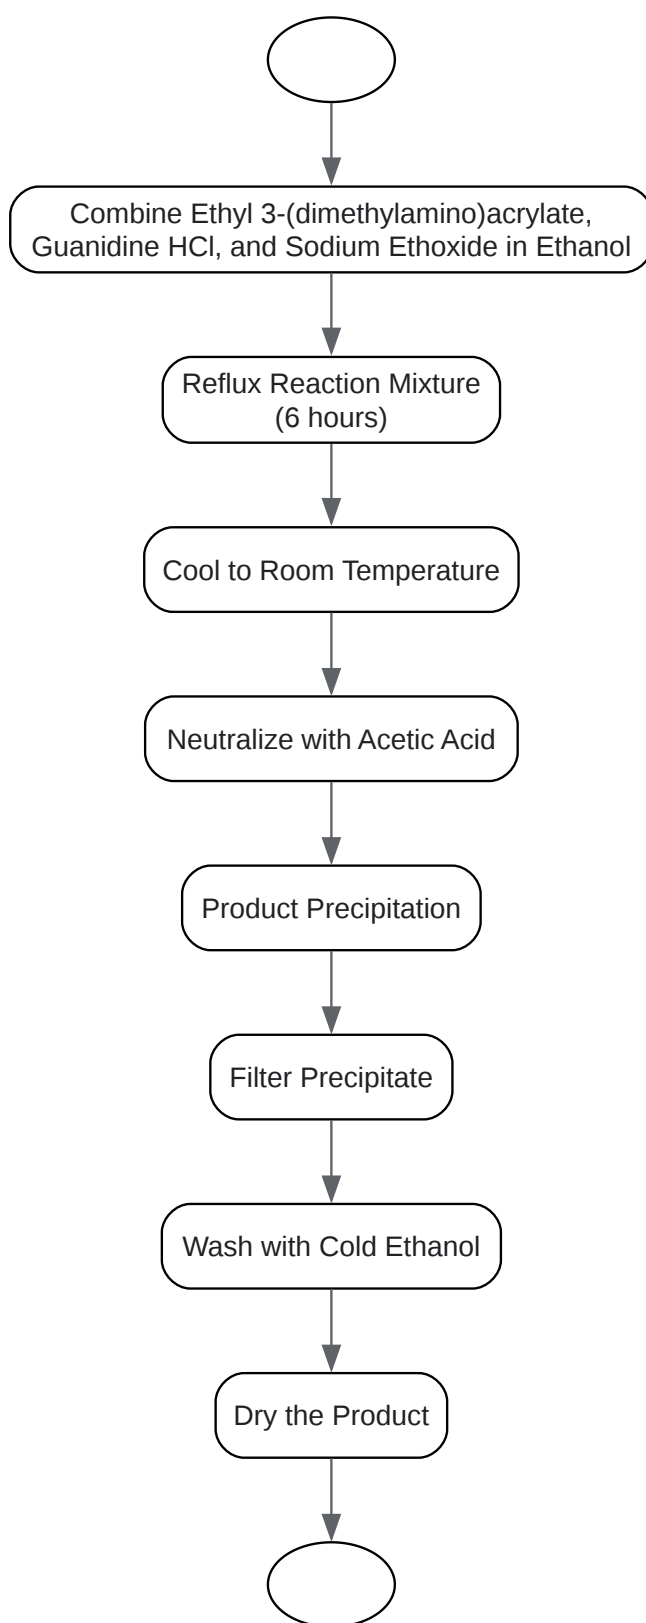 Combine Ethyl 3-(dimethylamino)acrylate,
Guanidine HCl, and Sodium Ethoxide in Ethanol
Reflux Reaction Mixture
(6 hours)
Cool to Room Temperature
Neutralize with Acetic Acid
Product Precipitation
Filter Precipitate
Wash with Cold Ethanol
Dry the Product